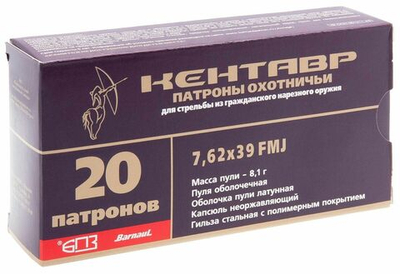 КЕНТАВР
ПАТРОНЫ ОХОТНИЧЬИ
для стрельбы из гражданского нарезного оружия
7,62х39 FMJ
Масса пули – 8,1 г
Пуля оболочечная
Оболочка пули латунная
Капсюль неоржавляющий
Гильза стальная с полимерным покрытием
20
патронов
БПЗ
Barnaul